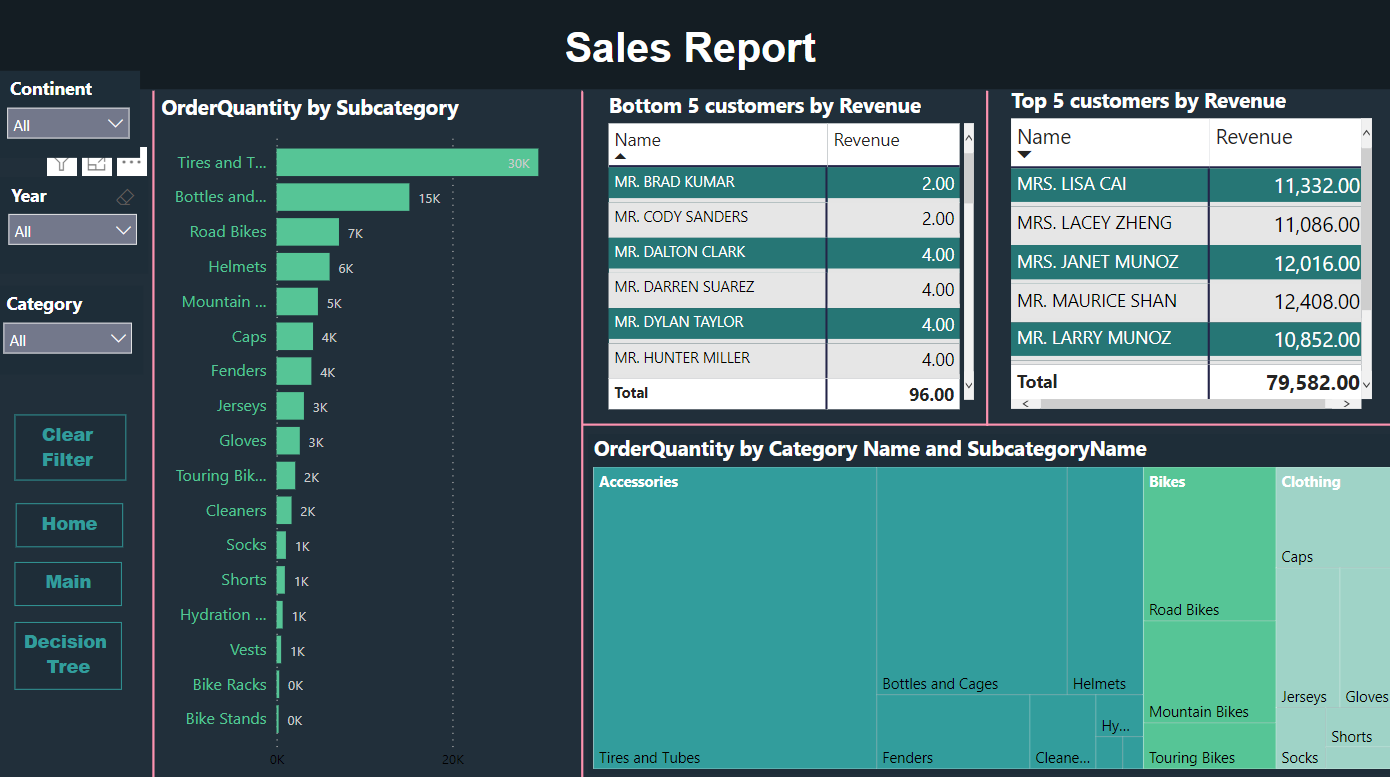 Sales Report
Continent
All
Year
All
Category
All
Clear
Filter
Home
Main
Decision
Tree
OrderQuantity by Subcategory
Tires and T... 30K
Bottles and... 15K
Road Bikes 7K
Helmets 6K
Mountain ... 5K
Caps 4K
Fenders 4K
Jerseys 3K
Gloves 3K
Touring Bik... 2K
Cleaners 2K
Socks 1K
Shorts 1K
Hydration ... 1K
Vests 1K
Bike Racks 0K
Bike Stands 0K
0K 20K
Bottom 5 customers by Revenue
Name Revenue
MR. BRAD KUMAR 2.00
MR. CODY SANDERS 2.00
MR. DALTON CLARK 4.00
MR. DARREN SUAREZ 4.00
MR. DYLAN TAYLOR 4.00
MR. HUNTER MILLER 4.00
Total 96.00
Top 5 customers by Revenue
Name Revenue
MRS. LISA CAI 11,332.00
MRS. LACEY ZHENG 11,086.00
MRS. JANET MUNOZ 12,016.00
MR. MAURICE SHAN 12,408.00
MR. LARRY MUNOZ 10,852.00
Total 79,582.00
OrderQuantity by Category Name and SubcategoryName
Accessories
Tires and Tubes
Bottles and Cages
Helmets
Fenders
Cleane...
Hy...
Bikes
Road Bikes
Mountain Bikes
Touring Bikes
Clothing
Caps
Jerseys
Gloves
Shorts
Socks